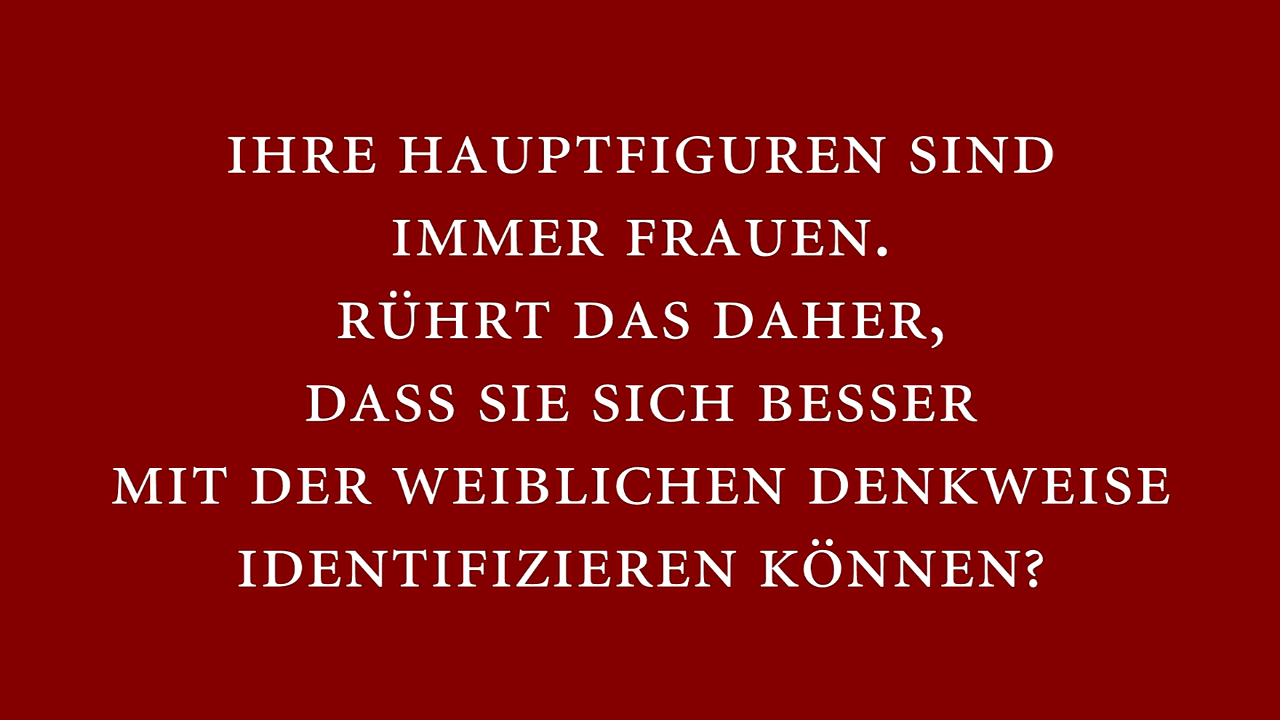 IHRE HAUPTFIGUREN SIND
IMMER FRAUEN.
RÜHRT DAS DAHER,
DASS SIE SICH BESSER
MIT DER WEIBLICHEN DENKWEISE
IDENTIFIZIEREN KÖNNEN?